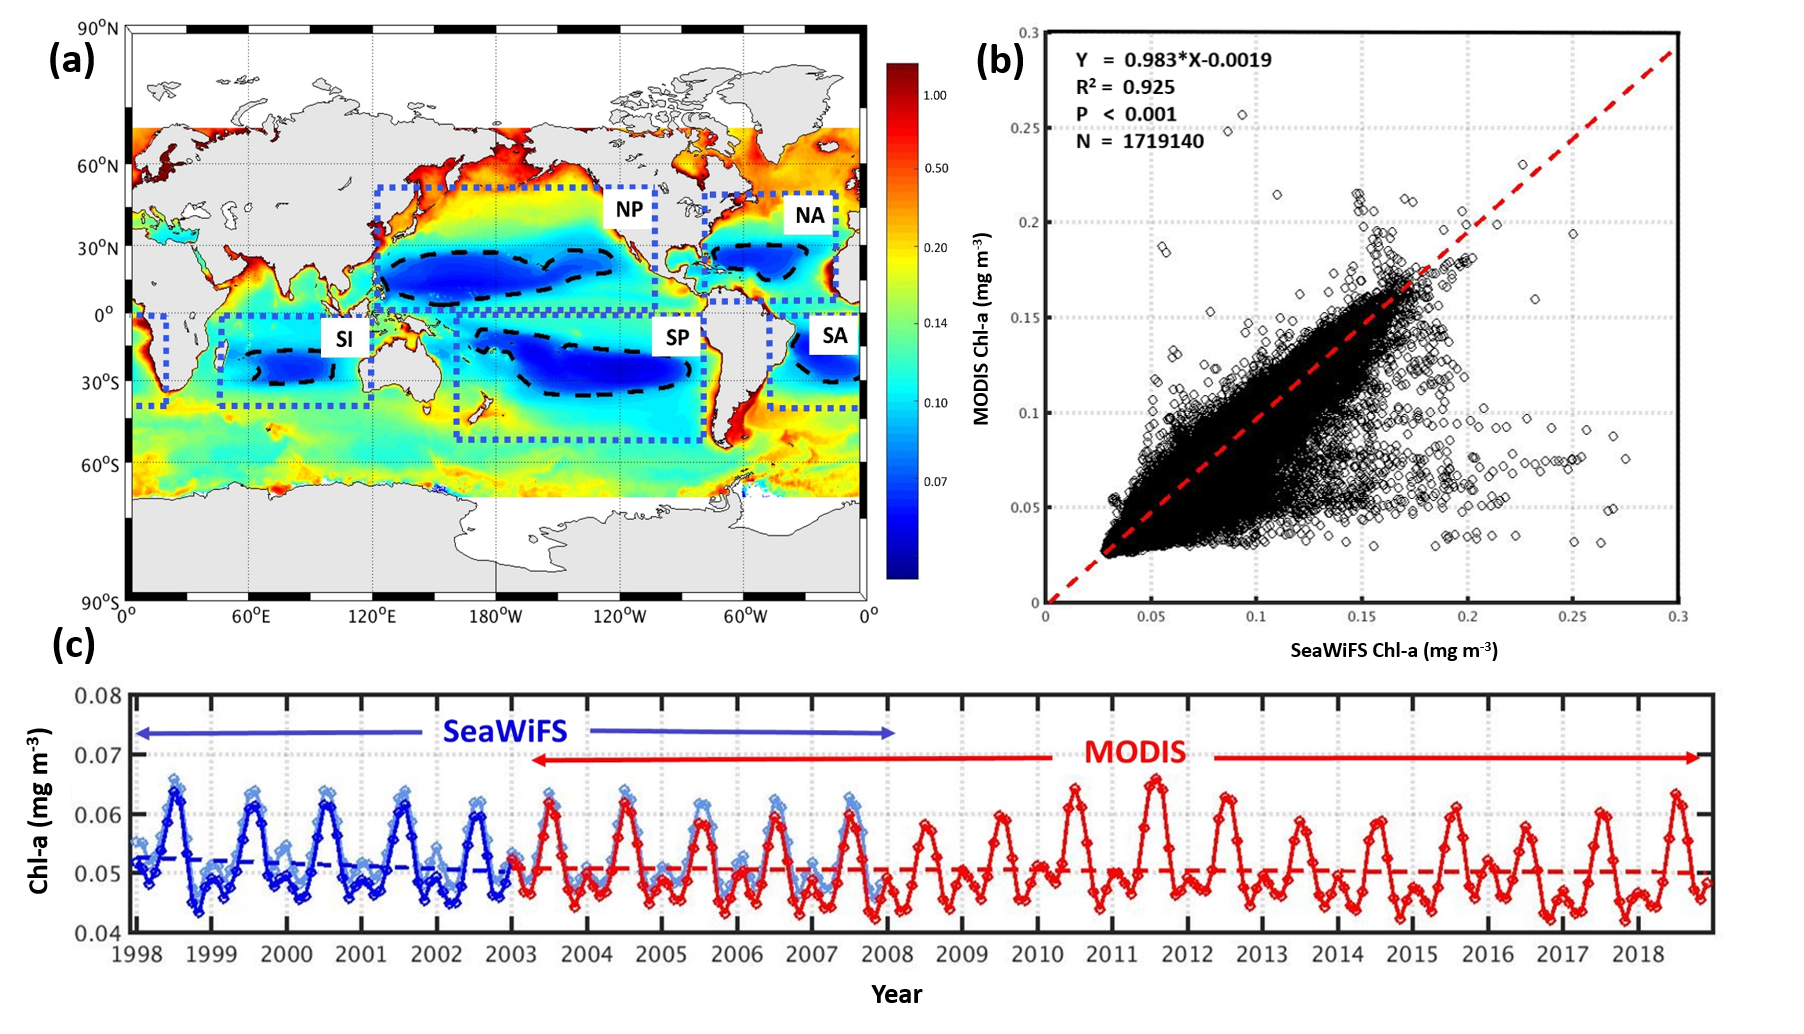 (a)
90°N
60°N
30°N
0°
30°S
60°S
90°S
0°
60°E
120°E
180°W
120°W
60°W
0°
NP
NA
SI
SP
SA
1.00
0.50
0.20
0.14
0.10
0.07
(b)
Y = 0.983*X-0.0019
R² = 0.925
P < 0.001
N = 1719140
MODIS Chl-a (mg m⁻³)
0.3
0.25
0.2
0.15
0.1
0.05
0
0
0.05
0.1
0.15
0.2
0.25
0.3
SeaWiFS Chl-a (mg m⁻³)
(c)
Chl-a (mg m⁻³)
0.08
0.07
0.06
0.05
0.04
SeaWiFS
MODIS
1998 1999 2000 2001 2002 2003 2004 2005 2006 2007 2008 2009 2010 2011 2012 2013 2014 2015 2016 2017 2018
Year